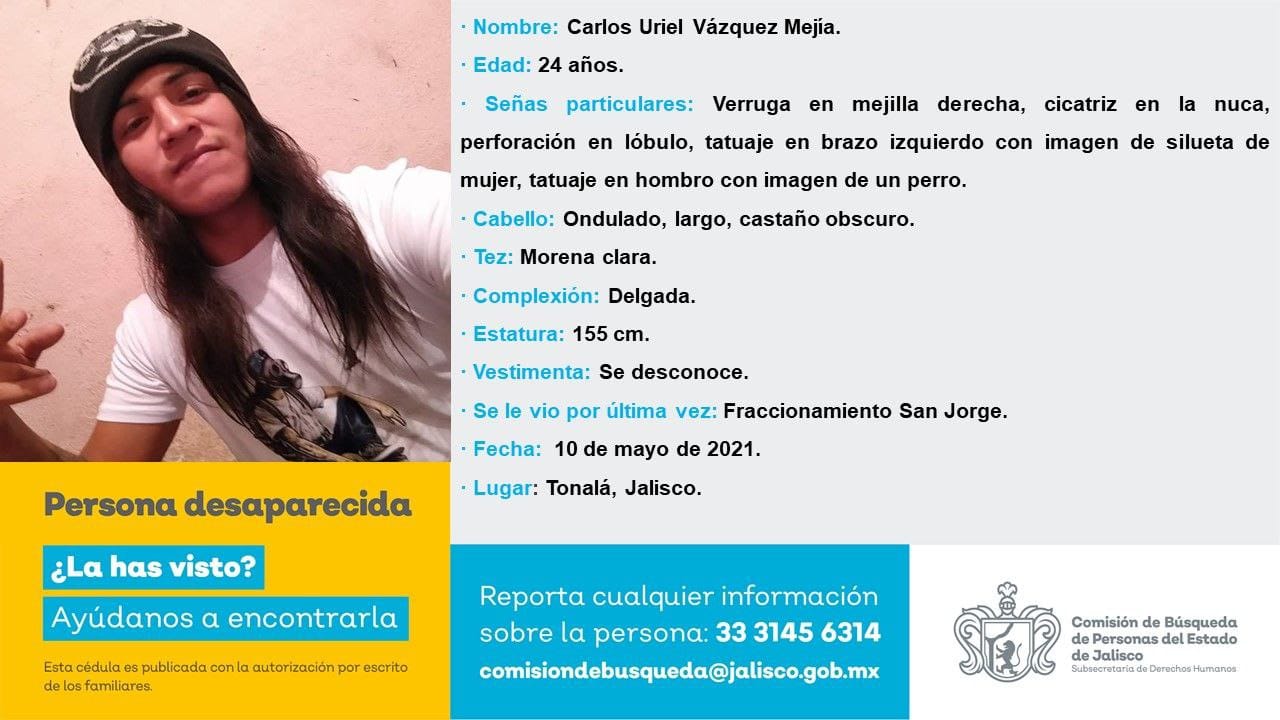 · Nombre: Carlos Uriel Vázquez Mejía.
· Edad: 24 años.
· Señas particulares: Verruga en mejilla derecha, cicatriz en la nuca,
perforación en lóbulo, tatuaje en brazo izquierdo con imagen de silueta de
mujer, tatuaje en hombro con imagen de un perro.
· Cabello: Ondulado, largo, castaño obscuro.
· Tez: Morena clara.
· Complexión: Delgada.
· Estatura: 155 cm.
· Vestimenta: Se desconoce.
· Se le vio por última vez: Fraccionamiento San Jorge.
· Fecha: 10 de mayo de 2021.
· Lugar: Tonalá, Jalisco.
Persona desaparecida
¿La has visto?
Ayúdanos a encontrarla
Esta cédula es publicada con la autorización por escrito
de los familiares.
Reporta cualquier información
sobre la persona: 33 3145 6314
comisiondebusqueda@jalisco.gob.mx
Comisión de Búsqueda
de Personas del Estado
de Jalisco
Subsecretaría de Derechos Humanos